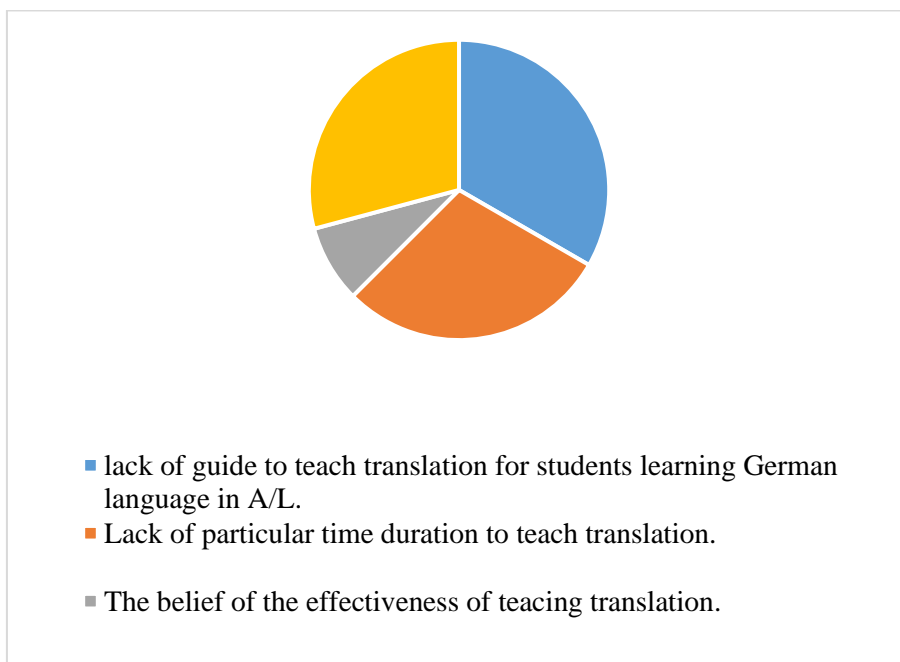 lack of guide to teach translation for students learning German
language in A/L.
Lack of particular time duration to teach translation.
The belief of the effectiveness of teacing translation.